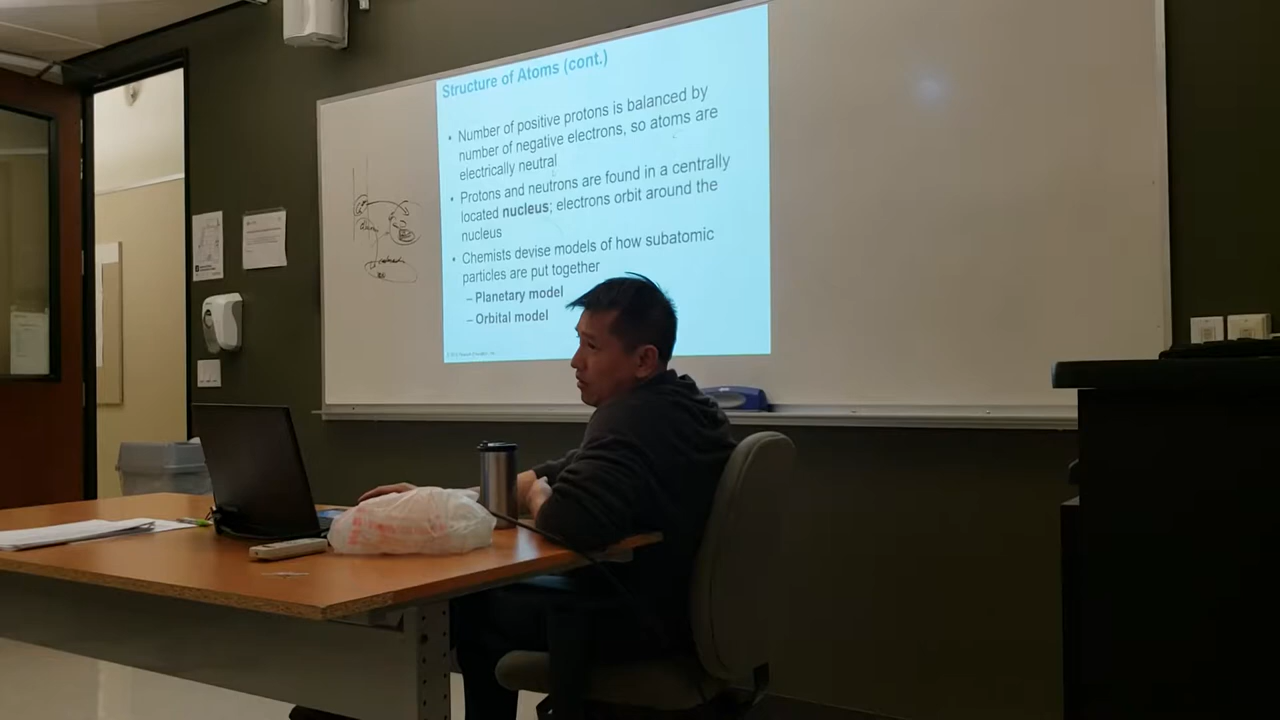 Structure of Atoms (cont.)
• Number of positive protons is balanced by
number of negative electrons, so atoms are
electrically neutral
• Protons and neutrons are found in a centrally
located nucleus; electrons orbit around the
nucleus
• Chemists devise models of how subatomic
particles are put together
– Planetary model
– Orbital model